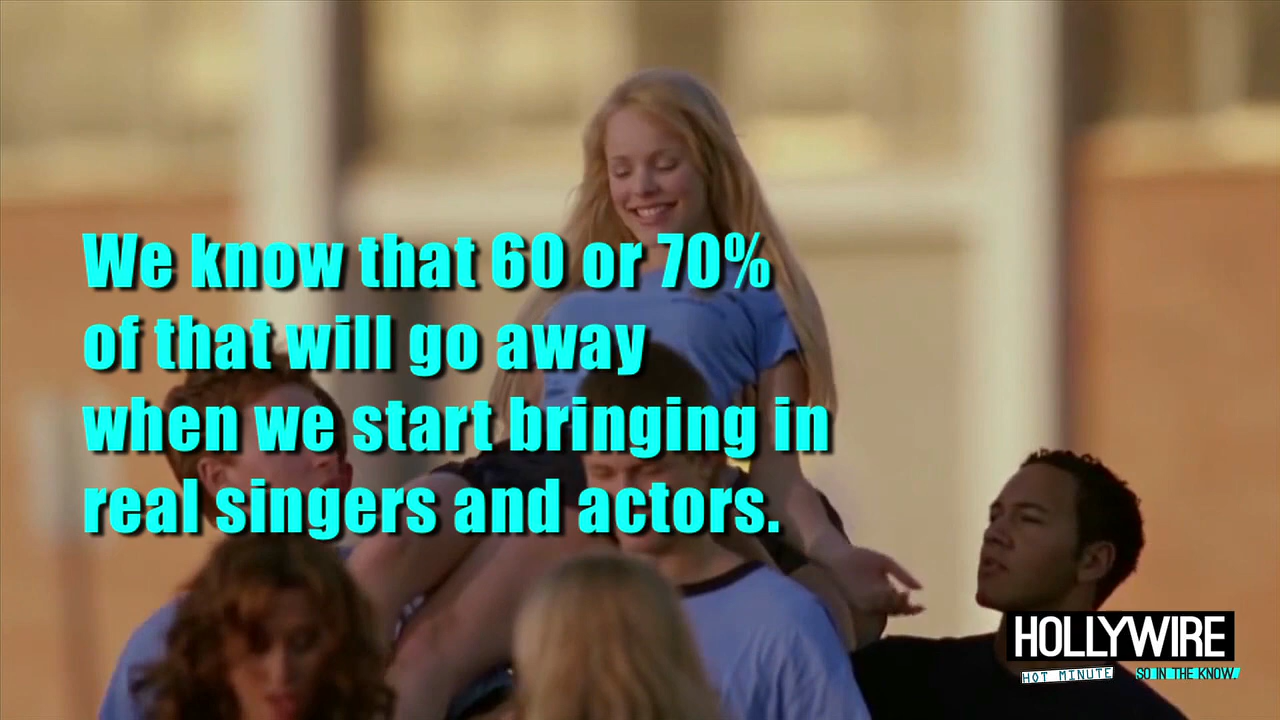 We know that 60 or 70%
of that will go away
when we start bringing in
real singers and actors.
HOLLYWIRE
HOT MINUTE SO IN THE KNOW